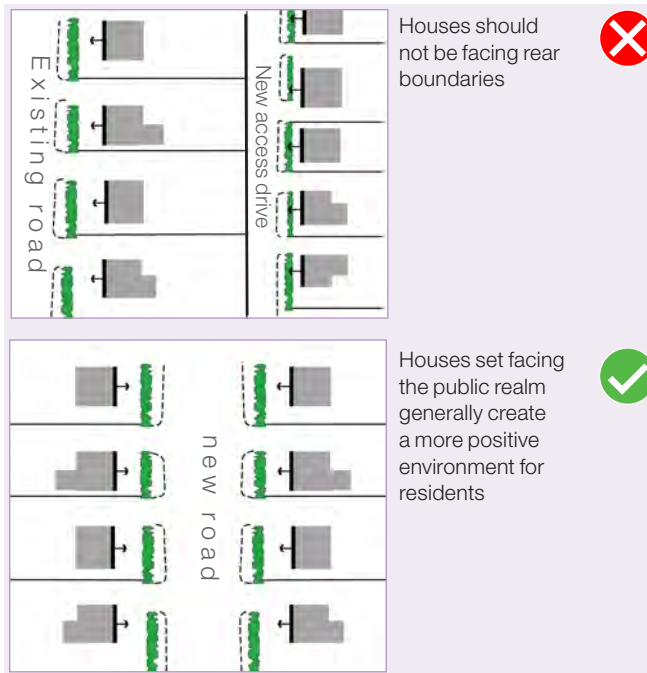 Existing road
New access drive
Houses should
not be facing rear
boundaries
new road
Houses set facing
the public realm
generally create
a more positive
environment for
residents